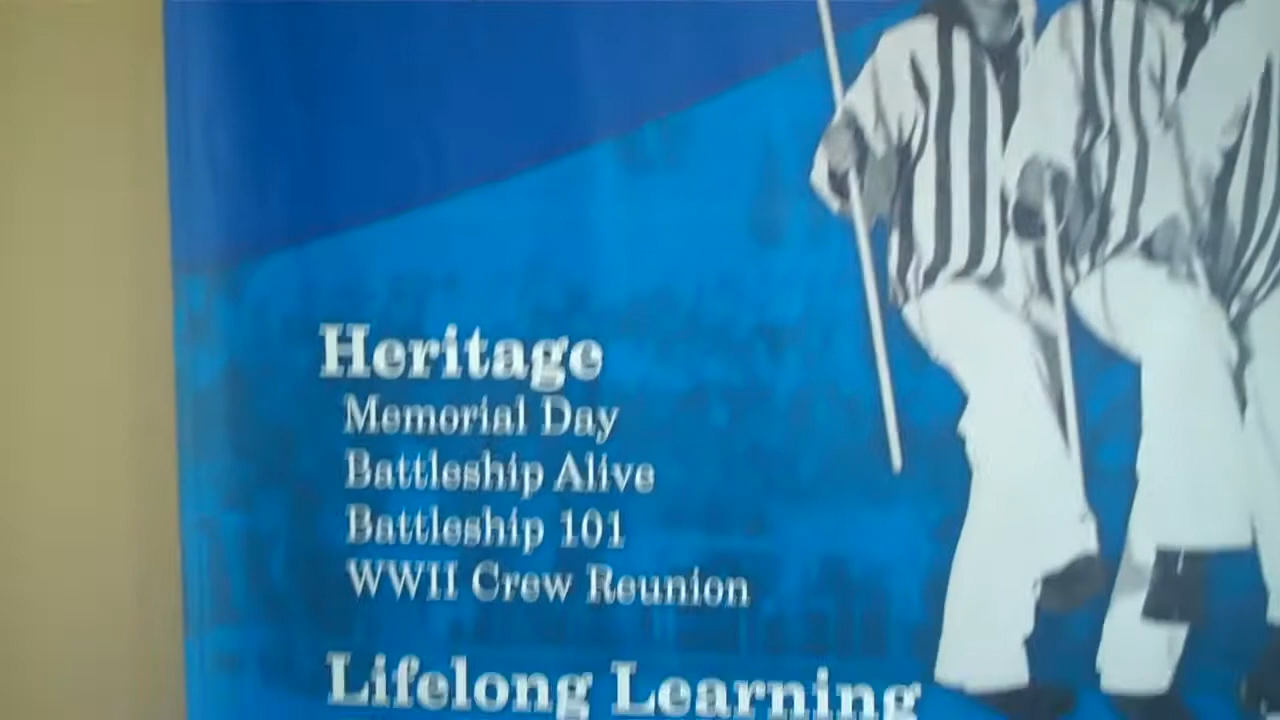 Heritage
Memorial Day
Battleship Alive
Battleship 101
WWII Crew Reunion
Lifelong Learning